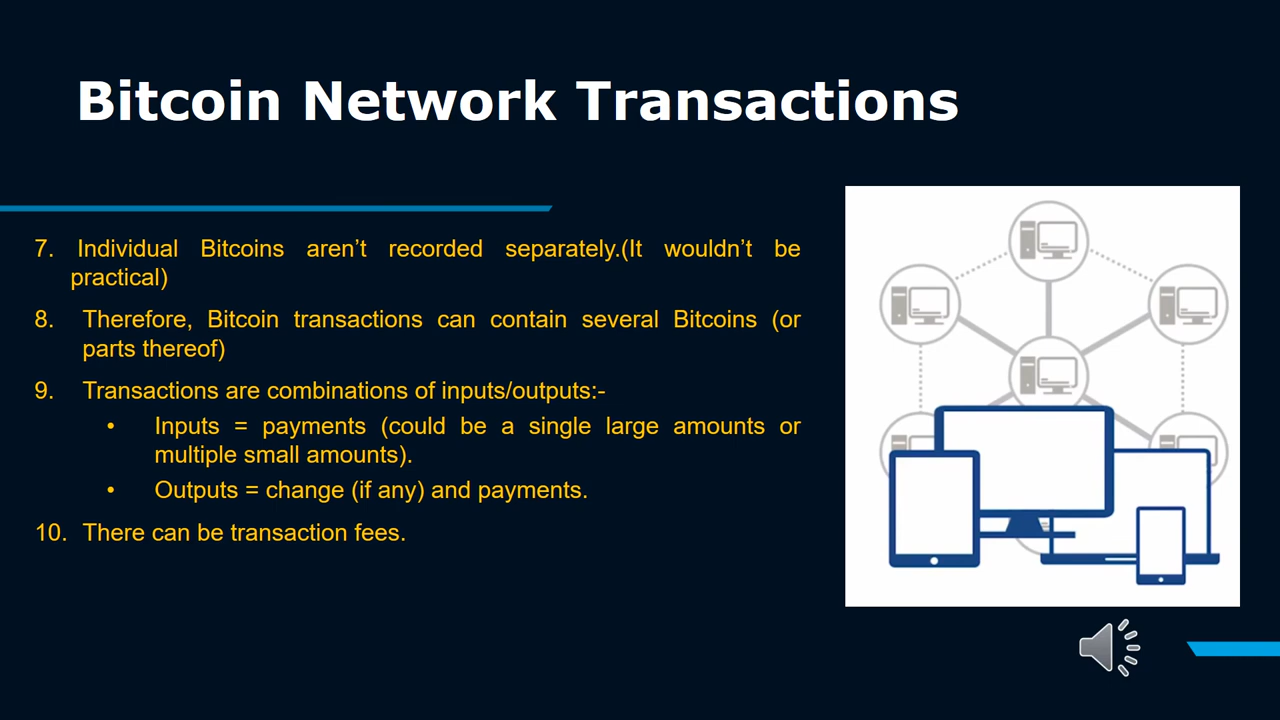 Bitcoin Network Transactions
7. Individual Bitcoins aren’t recorded separately.(It wouldn’t be
practical)
8. Therefore, Bitcoin transactions can contain several Bitcoins (or
parts thereof)
9. Transactions are combinations of inputs/outputs:-
• Inputs = payments (could be a single large amounts or
multiple small amounts).
• Outputs = change (if any) and payments.
10. There can be transaction fees.